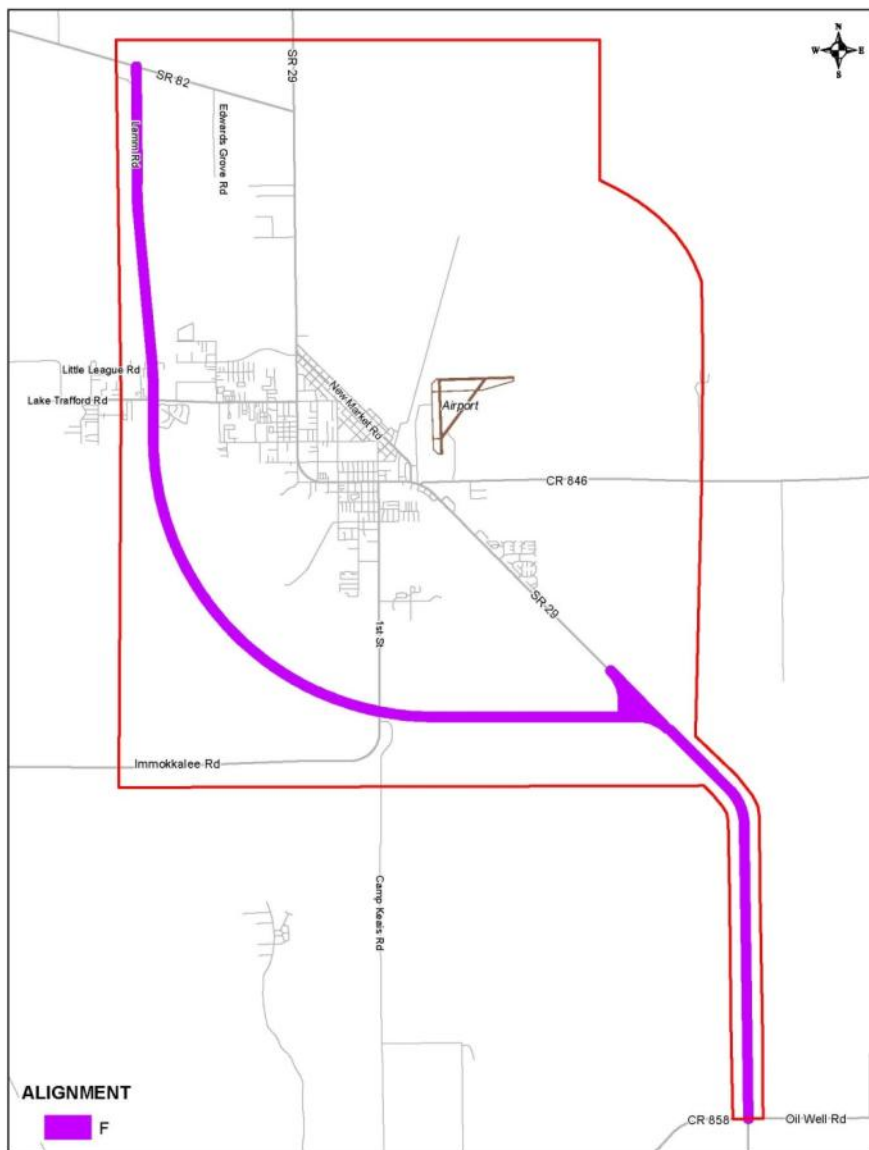 N
W E
S
SR 82
SR 29
Lamm Rd
Edwards Grove Rd
Little League Rd
Lake Trafford Rd
New Market Rd
Airport
CR 846
SR 29
1st St
Immokkalee Rd
Camp Keais Rd
CR 858
Oil Well Rd
ALIGNMENT
F